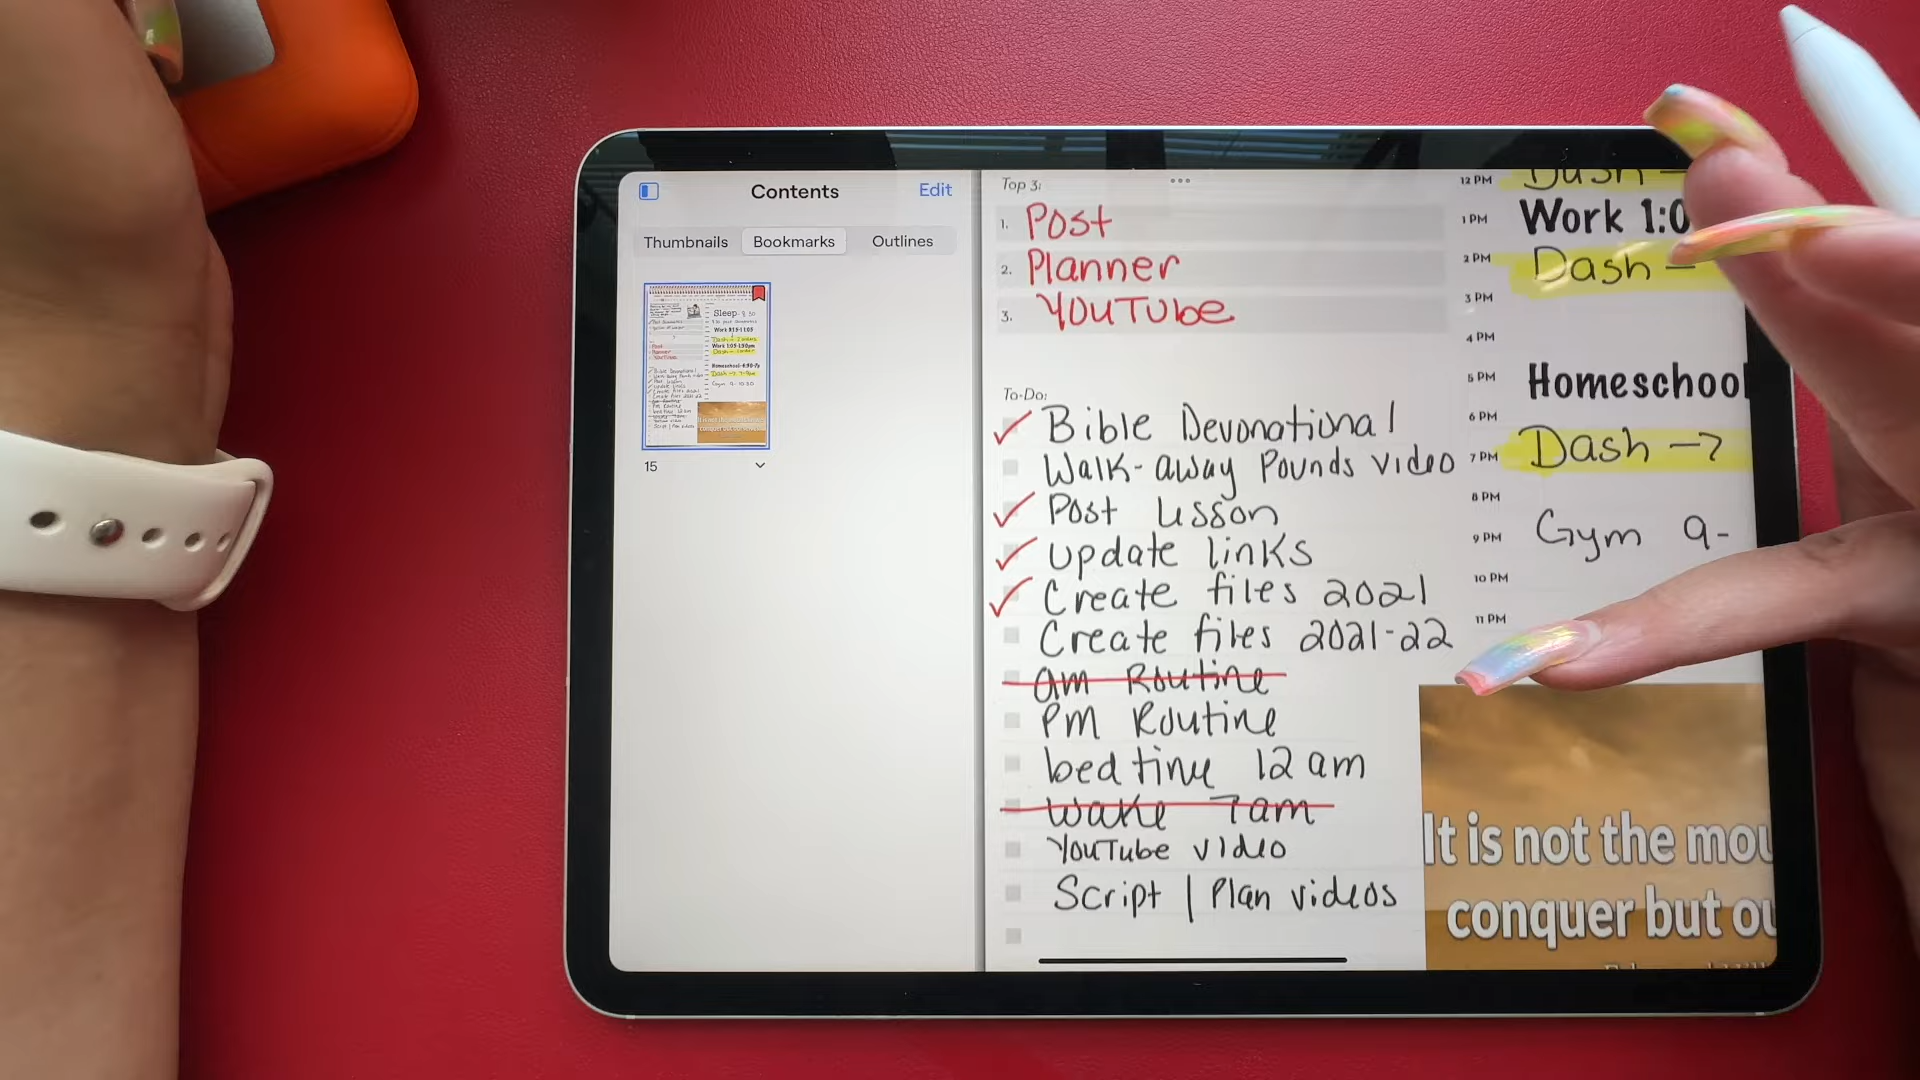 Contents
Edit
Thumbnails
Bookmarks
Outlines
Sleep
15
Top 3:
1. Post
2. Planner
3. YouTube
To-Do:
Bible Devonational
Walk-away Pounds video
Post lesson
update links
Create files 2021
Create files 2021-22
am Routine
PM Routine
bedtime 12 am
wake 7am
YouTube video
Script | Plan videos
12 PM Dash —
1 PM Work 1:0
2 PM Dash —
3 PM
4 PM
5 PM Homeschool
6 PM
7 PM Dash —7
8 PM
9 PM Gym 9-
10 PM
11 PM
It is not the mou
conquer but ou